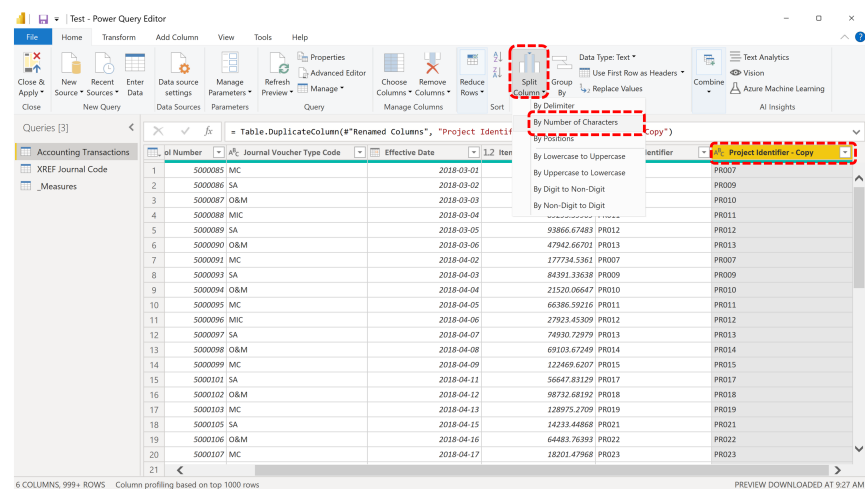 Test - Power Query Editor
File Home Transform Add Column View Tools Help
Close & Apply New Source Recent Sources Enter Data Data source settings Manage Parameters Refresh Preview Properties Advanced Editor Manage Choose Columns Remove Columns Reduce Rows Split Column Group By Data Type: Text Use First Row as Headers Replace Values Combine Text Analytics Vision Azure Machine Learning
Close New Query Data Sources Parameters Query Manage Columns Sort AI Insights
By Delimiter
By Number of Characters
By Positions
By Lowercase to Uppercase
By Uppercase to Lowercase
By Digit to Non-Digit
By Non-Digit to Digit
Queries [3]
Accounting Transactions
XREF Journal Code
_Measures
fx = Table.DuplicateColumn(#"Renamed Columns", "Project Identif Copy")
ol Number ABC Journal Voucher Type Code Effective Date 1.2 Iten entifier ABC Project Identifier - Copy
1 5000085 MC 2018-03-01 PR007
2 5000086 SA 2018-03-02 PR009
3 5000087 O&M 2018-03-03 PR010
4 5000088 MIC 2018-03-04 PR011
5 5000089 SA 2018-03-05 93866.67483 PR012 PR012
6 5000090 O&M 2018-03-06 47942.66701 PR013 PR013
7 5000091 MC 2018-04-02 177734.5361 PR007 PR007
8 5000093 SA 2018-04-03 84391.33638 PR009 PR009
9 5000094 O&M 2018-04-04 21520.06647 PR010 PR010
10 5000095 MC 2018-04-05 66386.59216 PR011 PR011
11 5000096 MIC 2018-04-06 27923.45309 PR012 PR012
12 5000097 SA 2018-04-07 74930.72979 PR013 PR013
13 5000098 O&M 2018-04-08 69103.67249 PR014 PR014
14 5000099 MC 2018-04-09 122469.6207 PR015 PR015
15 5000101 SA 2018-04-11 56647.83129 PR017 PR017
16 5000102 O&M 2018-04-12 98732.68192 PR018 PR018
17 5000103 MC 2018-04-13 128975.2709 PR019 PR019
18 5000105 SA 2018-04-15 14233.44868 PR021 PR021
19 5000106 O&M 2018-04-16 64483.76393 PR022 PR022
20 5000107 MC 2018-04-17 18201.47968 PR023 PR023
21
6 COLUMNS, 999+ ROWS Column profiling based on top 1000 rows PREVIEW DOWNLOADED AT 9:27 AM